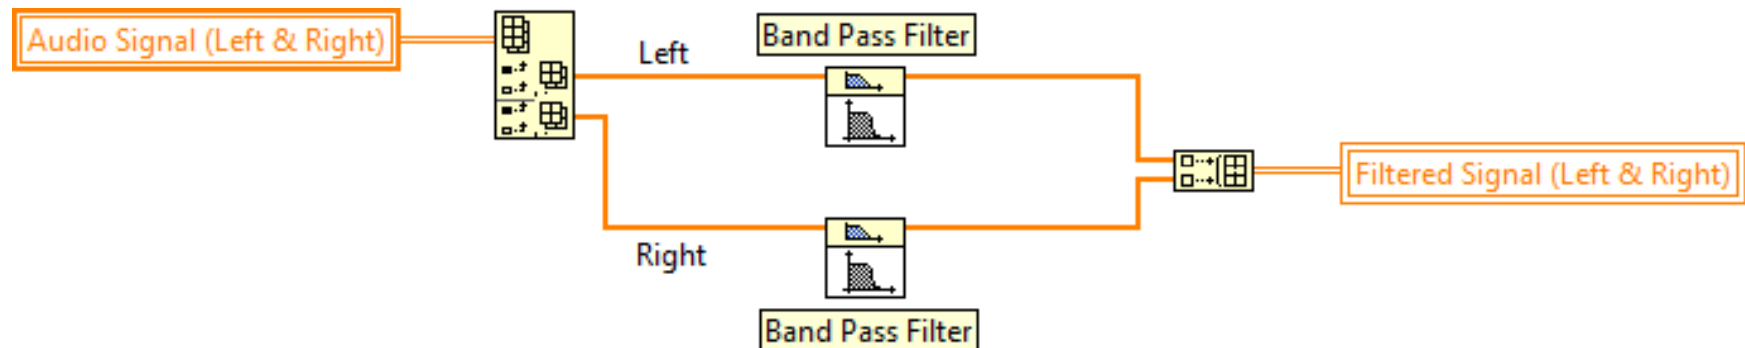 Audio Signal (Left & Right)
Left
Band Pass Filter
Filtered Signal (Left & Right)
Right
Band Pass Filter